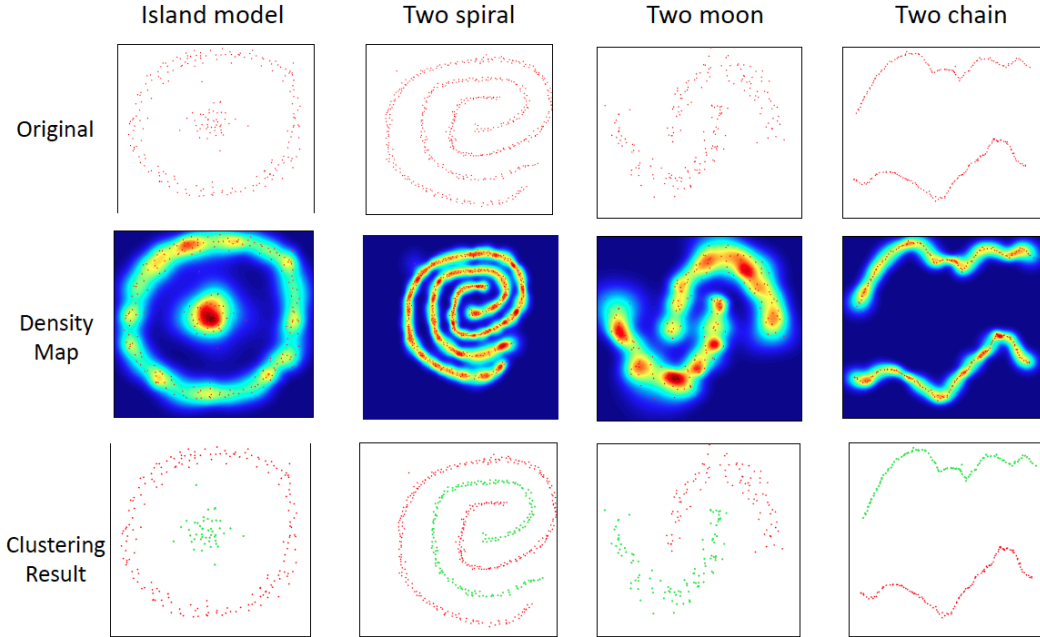 Island model
Two spiral
Two moon
Two chain
Original
Density
Map
Clustering
Result